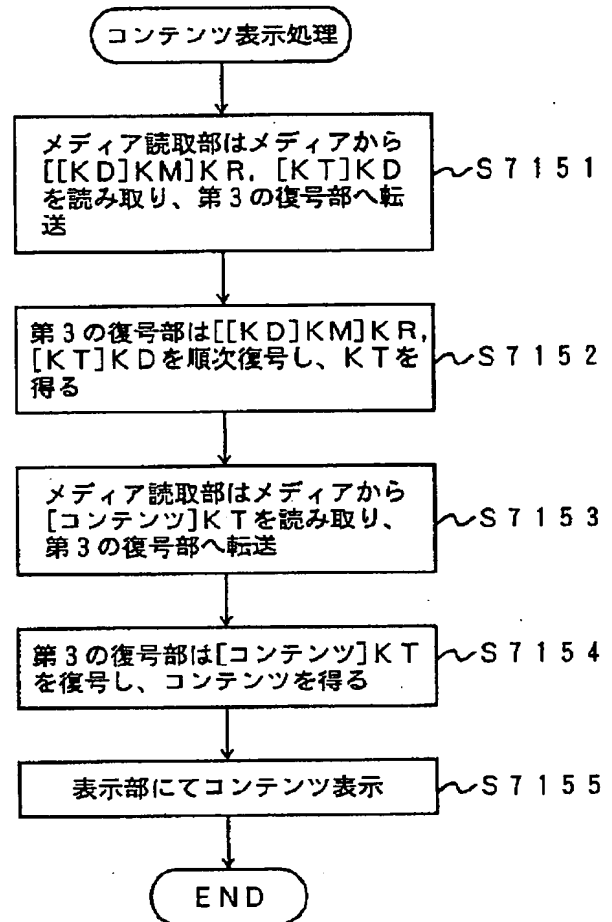 コンテンツ表示処理
メディア読取部はメディアから
[[KD]KM]KR, [KT]KD
を読み取り、第3の復号部へ転
送
S7151
第3の復号部は[[KD]KM]KR,
[KT]KDを順次復号し、KTを
得る
S7152
メディア読取部はメディアから
[コンテンツ]KTを読み取り、
第3の復号部へ転送
S7153
第3の復号部は[コンテンツ]KT
を復号し、コンテンツを得る
S7154
表示部にてコンテンツ表示
S7155
END